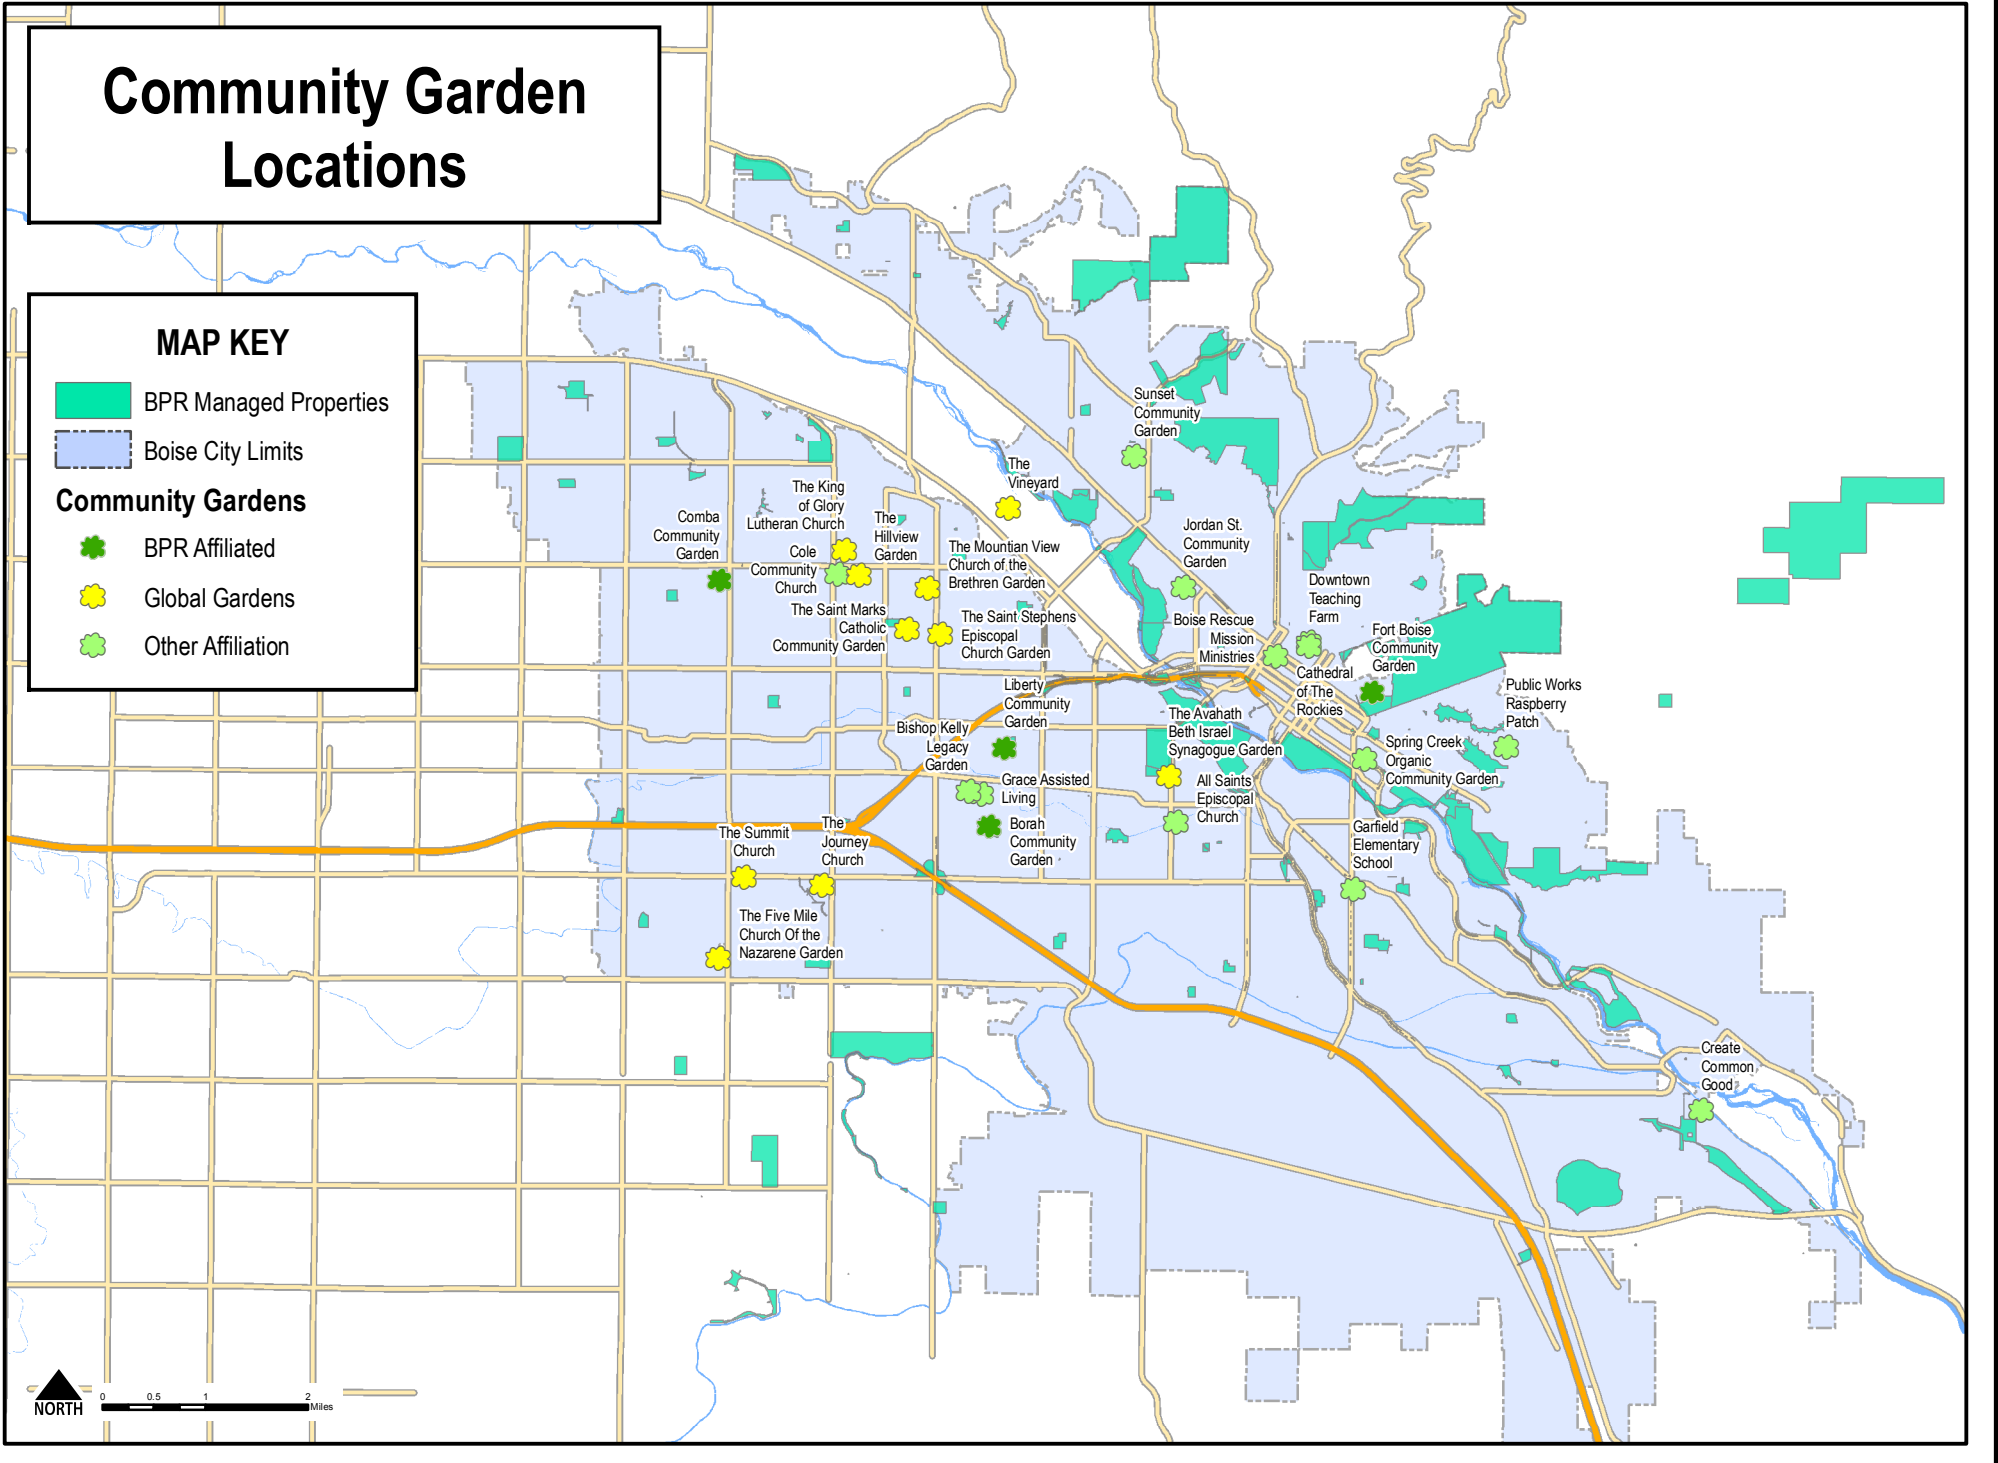 Community Garden
Locations
MAP KEY
BPR Managed Properties
Boise City Limits
Community Gardens
BPR Affiliated
Global Gardens
Other Affiliation
Sunset
Community
Garden
The
Vineyard
The King
of Glory
Lutheran Church
The
Hillview
Garden
Comba
Community
Garden
Cole
Community
Church
The Mountian View
Church of the
Brethren Garden
Jordan St.
Community
Garden
Downtown
Teaching
Farm
The Saint Marks
Catholic
Community Garden
The Saint Stephens
Episcopal
Church Garden
Boise Rescue
Mission
Ministries
Fort Boise
Community
Garden
Cathedral
of The
Rockies
Liberty
Community
Garden
Public Works
Raspberry
Patch
The Avahath
Beth Israel
Synagogue Garden
Bishop Kelly
Legacy
Garden
Spring Creek
Organic
Community Garden
Grace Assisted
Living
All Saints
Episcopal
Church
Borah
Community
Garden
The Summit
Church
The
Journey
Church
Garfield
Elementary
School
The Five Mile
Church Of the
Nazarene Garden
Create
Common
Good
NORTH
0 0.5 1 2
Miles